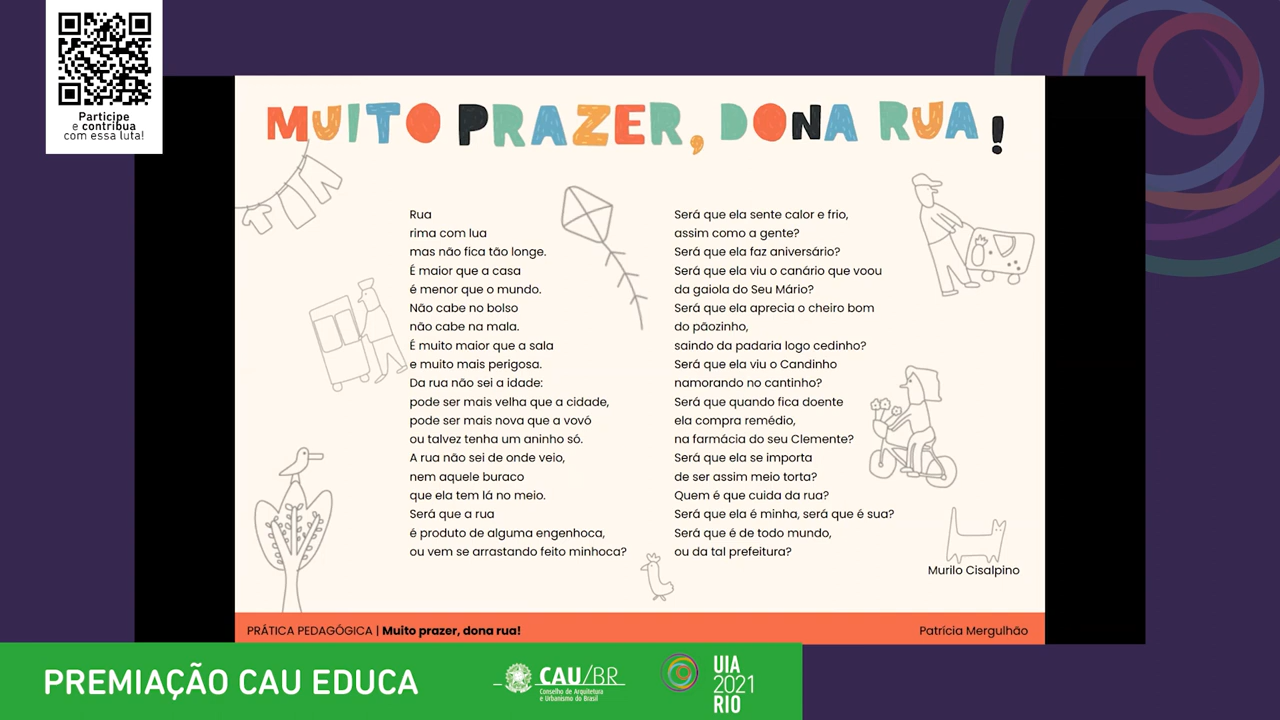 Participe
e contribua
com essa luta!
MUITO PRAZER, DONA RUA!
Rua
rima com lua
mas não fica tão longe.
É maior que a casa
é menor que o mundo.
Não cabe no bolso
não cabe na mala.
É muito maior que a sala
e muito mais perigosa.
Da rua não sei a idade:
pode ser mais velha que a cidade,
pode ser mais nova que a vovó
ou talvez tenha um aninho só.
A rua não sei de onde veio,
nem aquele buraco
que ela tem lá no meio.
Será que a rua
é produto de alguma engenhoca,
ou vem se arrastando feito minhoca?
Será que ela sente calor e frio,
assim como a gente?
Será que ela faz aniversário?
Será que ela viu o canário que voou
da gaiola do Seu Mário?
Será que ela aprecia o cheiro bom
do pãozinho,
saindo da padaria logo cedinho?
Será que ela viu o Candinho
namorando no cantinho?
Será que quando fica doente
ela compra remédio,
na farmácia do seu Clemente?
Será que ela se importa
de ser assim meio torta?
Quem é que cuida da rua?
Será que ela é minha, será que é sua?
Será que é de todo mundo,
ou da tal prefeitura?
Murilo Cisalpino
PRÁTICA PEDAGÓGICA | Muito prazer, dona rua!
Patrícia Mergulhão
PREMIAÇÃO CAU EDUCA
CAU/BR
Conselho de Arquitetura
e Urbanismo do Brasil
UIA
2021
RIO